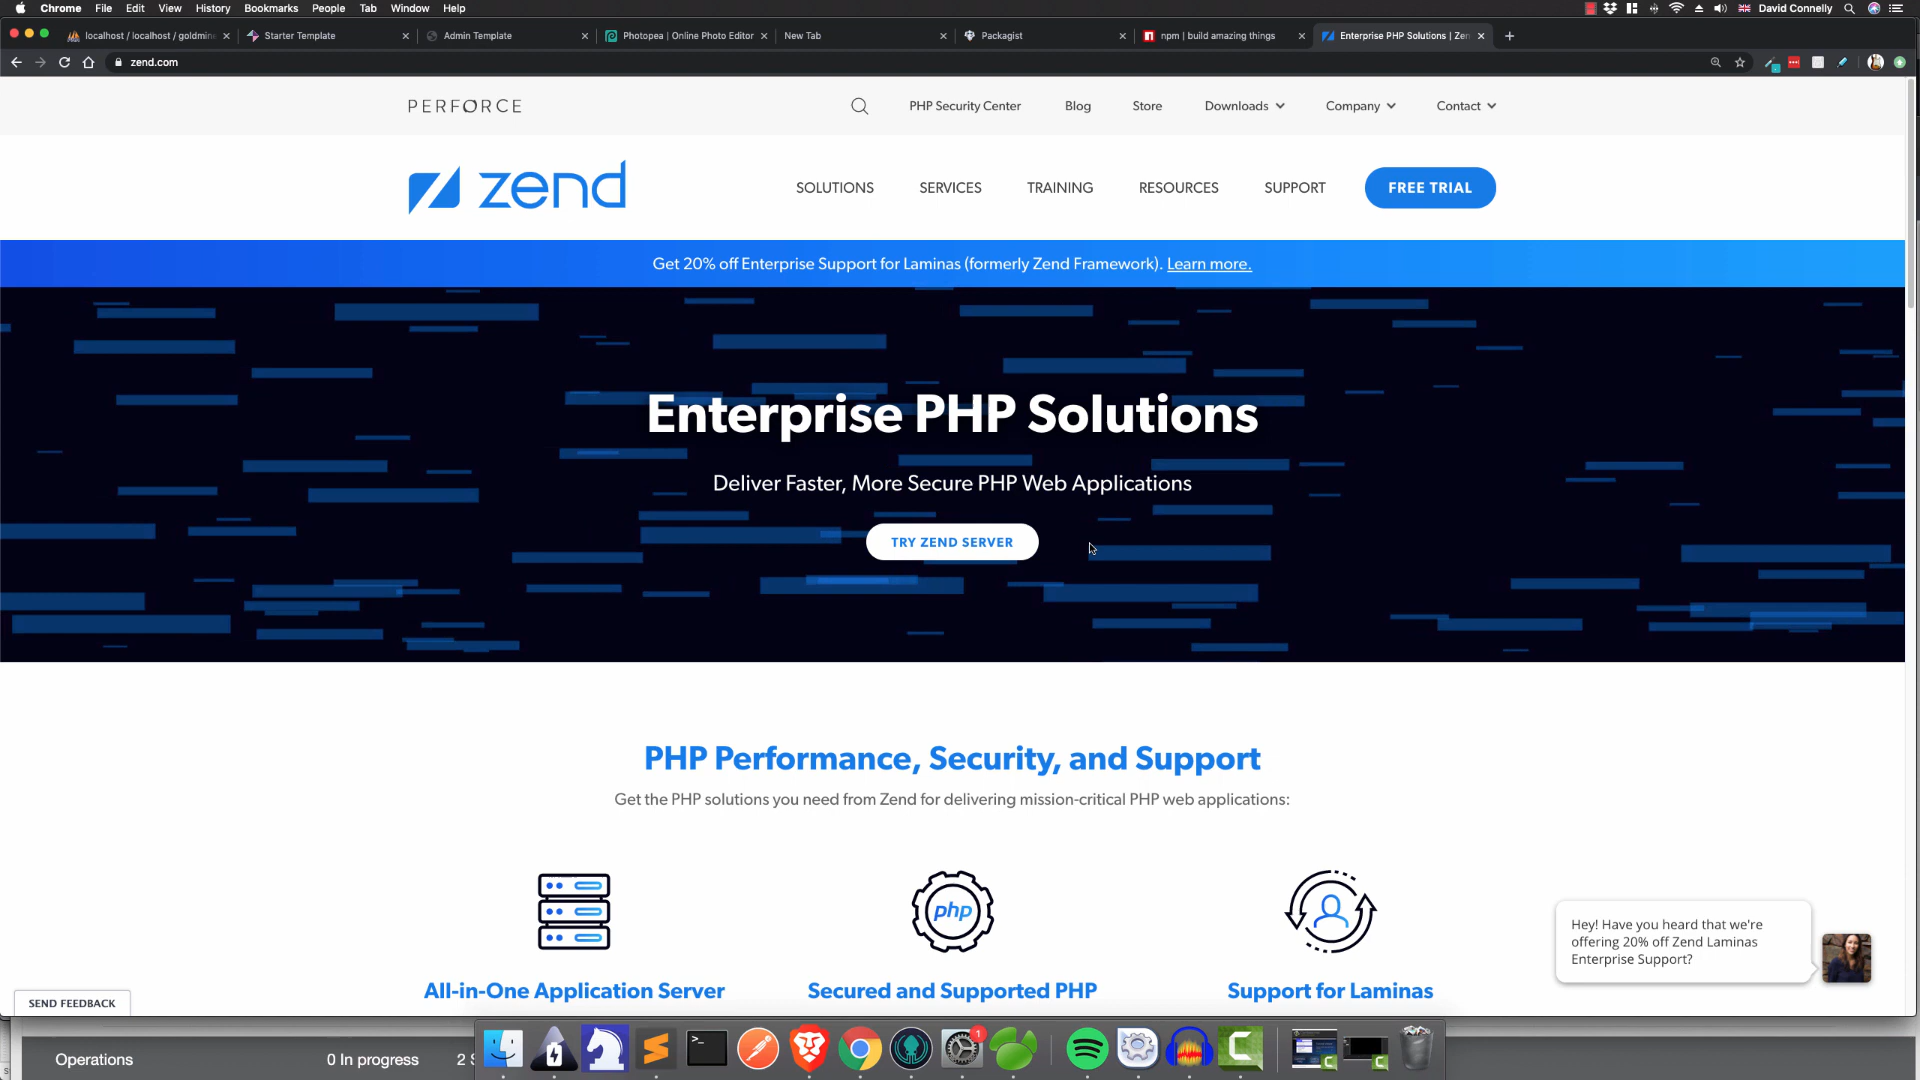 Chrome File Edit View History Bookmarks People Tab Window Help David Connelly
localhost / localhost / goldmine Starter Template Admin Template Photopea | Online Photo Editor New Tab Packagist npm | build amazing things Enterprise PHP Solutions | Zen
zend.com
PERFORCE PHP Security Center Blog Store Downloads Company Contact
zend SOLUTIONS SERVICES TRAINING RESOURCES SUPPORT FREE TRIAL
Get 20% off Enterprise Support for Laminas (formerly Zend Framework). Learn more.
Enterprise PHP Solutions
Deliver Faster, More Secure PHP Web Applications
TRY ZEND SERVER
PHP Performance, Security, and Support
Get the PHP solutions you need from Zend for delivering mission-critical PHP web applications:
php
All-in-One Application Server Secured and Supported PHP Support for Laminas
Hey! Have you heard that we're
offering 20% off Zend Laminas
Enterprise Support?
SEND FEEDBACK
1
Operations 0 In progress